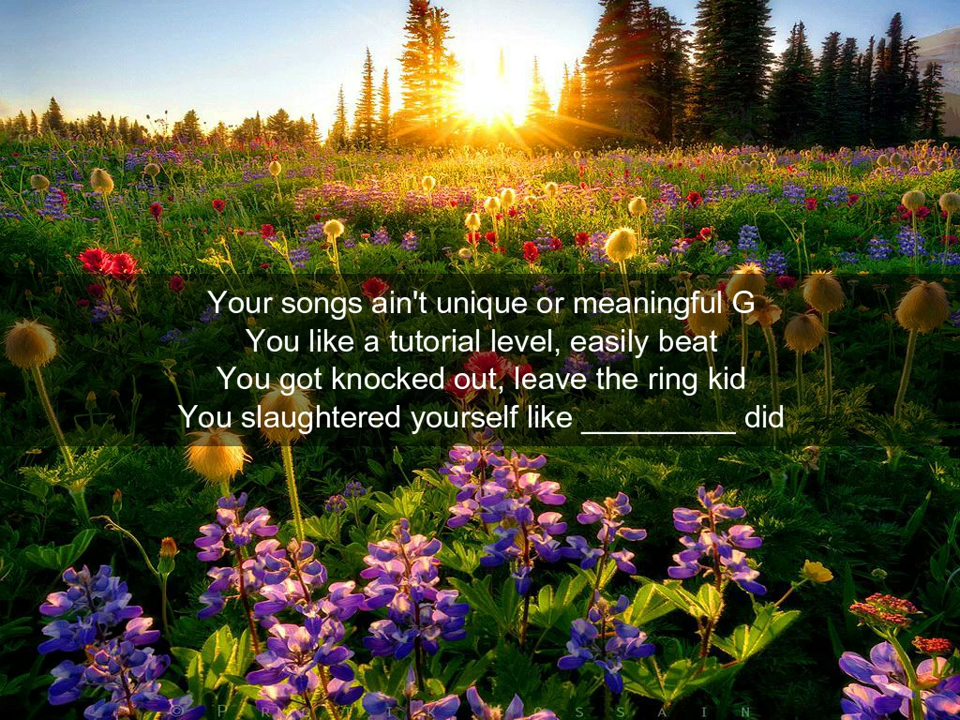 Your songs ain't unique or meaningful G
You like a tutorial level, easily beat
You got knocked out, leave the ring kid
You slaughtered yourself like _________ did